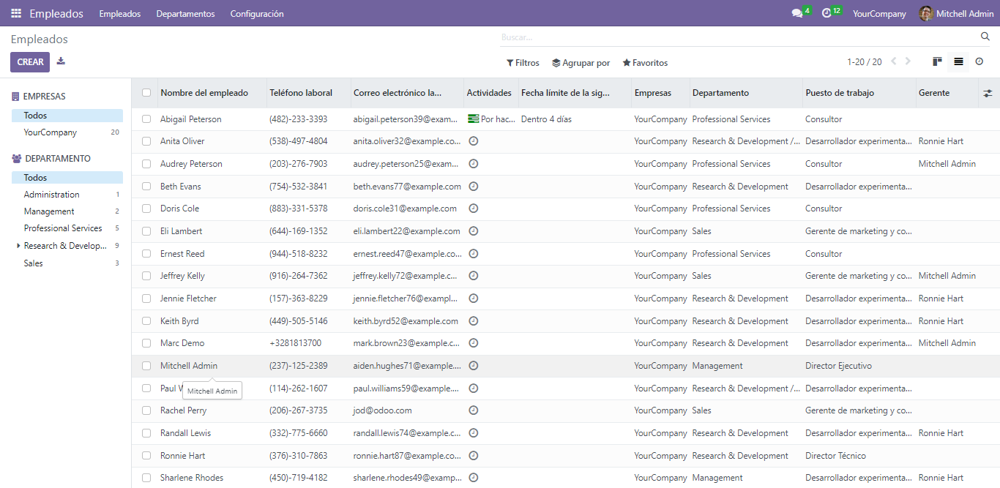 Empleados Empleados Departamentos Configuración 4 12 YourCompany Mitchell Admin
Empleados Buscar...
CREAR Filtros Agrupar por Favoritos 1-20 / 20
EMPRESAS
Todos
YourCompany 20
DEPARTAMENTO
Todos
Administration 1
Management 2
Professional Services 5
Research & Develop... 9
Sales 3
Nombre del empleado Teléfono laboral Correo electrónico la... Actividades Fecha límite de la sig... Empresas Departamento Puesto de trabajo Gerente
Abigail Peterson (482)-233-3393 abigail.peterson39@exam... Por hac... Dentro 4 días YourCompany Professional Services Consultor
Anita Oliver (538)-497-4804 anita.oliver32@example.co... YourCompany Research & Development /... Desarrollador experimenta... Ronnie Hart
Audrey Peterson (203)-276-7903 audrey.peterson25@exam... YourCompany Professional Services Consultor Mitchell Admin
Beth Evans (754)-532-3841 beth.evans77@example.com YourCompany Research & Development Desarrollador experimenta...
Doris Cole (883)-331-5378 doris.cole31@example.com YourCompany Professional Services Consultor
Eli Lambert (644)-169-1352 eli.lambert22@example.com YourCompany Sales Gerente de marketing y co...
Ernest Reed (944)-518-8232 ernest.reed47@example.co... YourCompany Professional Services Consultor
Jeffrey Kelly (916)-264-7362 jeffrey.kelly72@example.c... YourCompany Sales Gerente de marketing y co... Mitchell Admin
Jennie Fletcher (157)-363-8229 jennie.fletcher76@exampl... YourCompany Research & Development Desarrollador experimenta... Ronnie Hart
Keith Byrd (449)-505-5146 keith.byrd52@example.com YourCompany Research & Development Desarrollador experimenta... Ronnie Hart
Marc Demo +3281813700 mark.brown23@example.c... YourCompany Research & Development Desarrollador experimenta... Mitchell Admin
Mitchell Admin (237)-125-2389 aiden.hughes71@example.... YourCompany Management Director Ejecutivo
Paul W (114)-262-1607 paul.williams59@example.... YourCompany Research & Development /... Desarrollador experimenta...
Mitchell Admin
Rachel Perry (206)-267-3735 jod@odoo.com YourCompany Sales Gerente de marketing y co...
Randall Lewis (332)-775-6660 randall.lewis74@example.c... YourCompany Research & Development Desarrollador experimenta... Ronnie Hart
Ronnie Hart (376)-310-7863 ronnie.hart87@example.co... YourCompany Research & Development Director Técnico
Sharlene Rhodes (450)-719-4182 sharlene.rhodes49@examp... YourCompany Management Desarrollador experimenta... Ronnie Hart